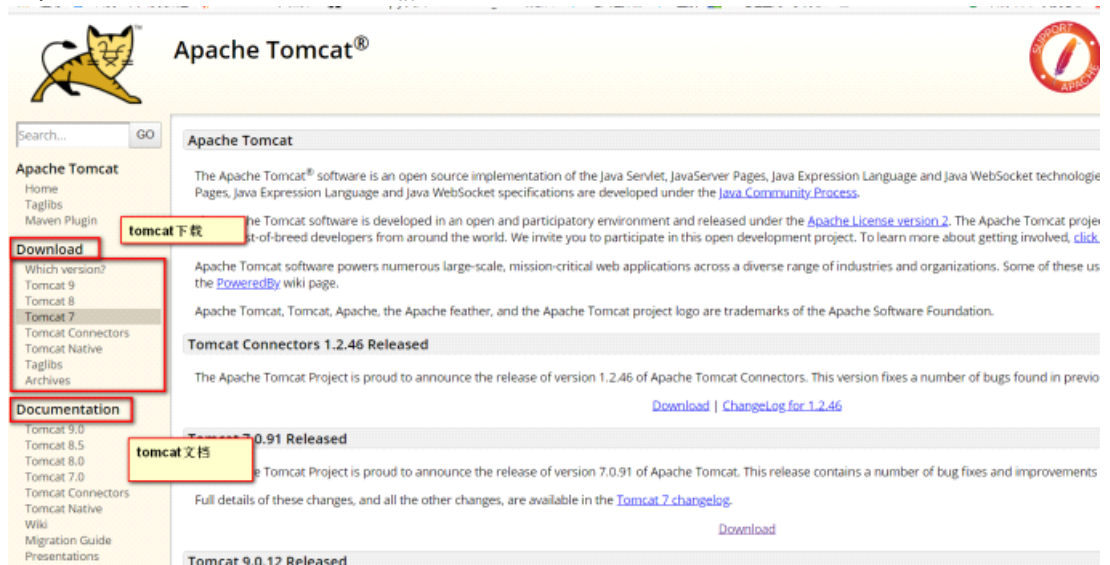 Apache Tomcat®
SUPPORT
APACHE
Search... GO
Apache Tomcat
Home
Taglibs
Maven Plugin
tomcat下载
Download
Which version?
Tomcat 9
Tomcat 8
Tomcat 7
Tomcat Connectors
Tomcat Native
Taglibs
Archives
Documentation
Tomcat 9.0
Tomcat 8.5
Tomcat 8.0
Tomcat 7.0
Tomcat Connectors
Tomcat Native
Wiki
Migration Guide
Presentations
tomcat文档
Apache Tomcat
The Apache Tomcat® software is an open source implementation of the Java Servlet, JavaServer Pages, Java Expression Language and Java WebSocket technologie
Pages, Java Expression Language and Java WebSocket specifications are developed under the Java Community Process.
he Tomcat software is developed in an open and participatory environment and released under the Apache License version 2. The Apache Tomcat projec
st-of-breed developers from around the world. We invite you to participate in this open development project. To learn more about getting involved, click
Apache Tomcat software powers numerous large-scale, mission-critical web applications across a diverse range of industries and organizations. Some of these us
the PoweredBy wiki page.
Apache Tomcat, Tomcat, Apache, the Apache feather, and the Apache Tomcat project logo are trademarks of the Apache Software Foundation.
Tomcat Connectors 1.2.46 Released
The Apache Tomcat Project is proud to announce the release of version 1.2.46 of Apache Tomcat Connectors. This version fixes a number of bugs found in previo
Download | ChangeLog for 1.2.46
Tomcat 7.0.91 Released
e Tomcat Project is proud to announce the release of version 7.0.91 of Apache Tomcat. This release contains a number of bug fixes and improvements
Full details of these changes, and all the other changes, are available in the Tomcat 7 changelog.
Download
Tomcat 9.0.12 Released